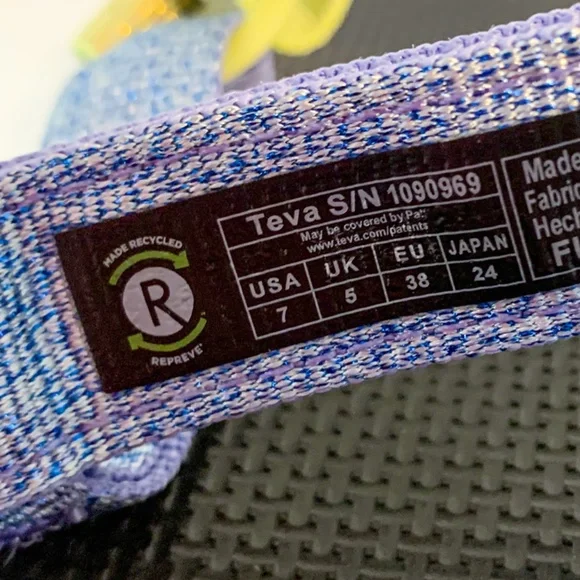 MADE RECYCLED
R
REPREVE
Teva S/N 1090969
May be covered by Pat:
www.teva.com/patents
USA UK EU JAPAN
7 5 38 24
Made
Fabric
Hech